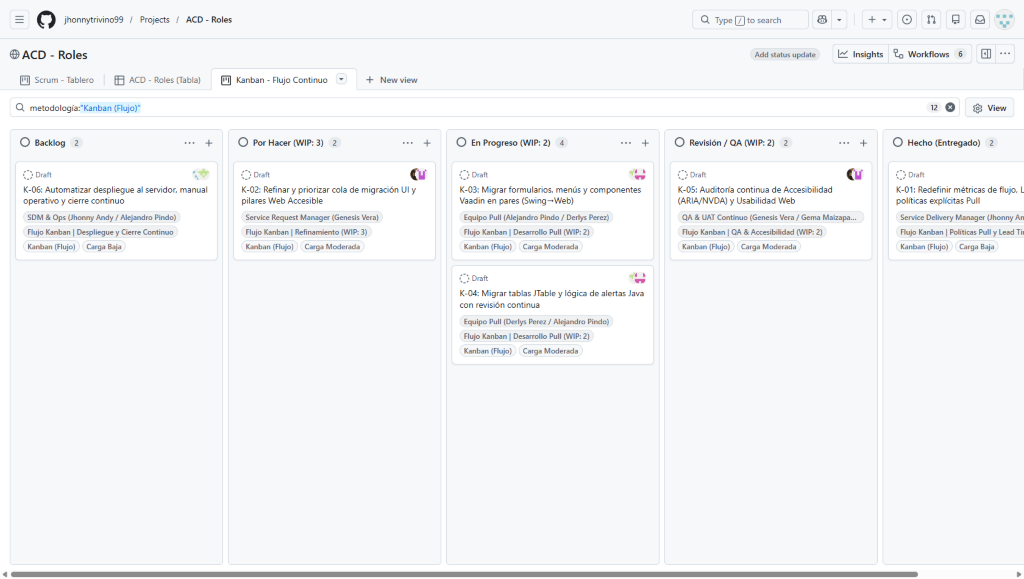 jhonnytrivino99 / Projects / ACD - Roles
Type / to search
ACD - Roles
Add status update
Insights
Workflows 6
Scrum - Tablero
ACD - Roles (Tabla)
Kanban - Flujo Continuo
New view
metodología:"Kanban (Flujo)"
12
View
Backlog 2
Draft
K-06: Automatizar despliegue al servidor, manual
operativo y cierre continuo
SDM & Ops (Jhonny Andy / Alejandro Pindo)
Flujo Kanban | Despliegue y Cierre Continuo
Kanban (Flujo)
Carga Baja
Por Hacer (WIP: 3) 2
Draft
K-02: Refinar y priorizar cola de migración UI y
pilares Web Accesible
Service Request Manager (Genesis Vera)
Flujo Kanban | Refinamiento (WIP: 3)
Kanban (Flujo)
Carga Moderada
En Progreso (WIP: 2) 4
Draft
K-03: Migrar formularios, menús y componentes
Vaadin en pares (Swing→Web)
Equipo Pull (Alejandro Pindo / Derlys Perez)
Flujo Kanban | Desarrollo Pull (WIP: 2)
Kanban (Flujo)
Carga Moderada
Draft
K-04: Migrar tablas JTable y lógica de alertas Java
con revisión continua
Equipo Pull (Derlys Perez / Alejandro Pindo)
Flujo Kanban | Desarrollo Pull (WIP: 2)
Kanban (Flujo)
Carga Moderada
Revisión / QA (WIP: 2) 2
Draft
K-05: Auditoría continua de Accesibilidad
(ARIA/NVDA) y Usabilidad Web
QA & UAT Continuo (Genesis Vera / Gema Maizapa...
Flujo Kanban | QA & Accesibilidad (WIP: 2)
Kanban (Flujo)
Carga Moderada
Hecho (Entregado) 2
Draft
K-01: Redefinir métricas de flujo, L
políticas explícitas Pull
Service Delivery Manager (Jhonny An
Flujo Kanban | Políticas Pull y Lead Tim
Kanban (Flujo)
Carga Baja